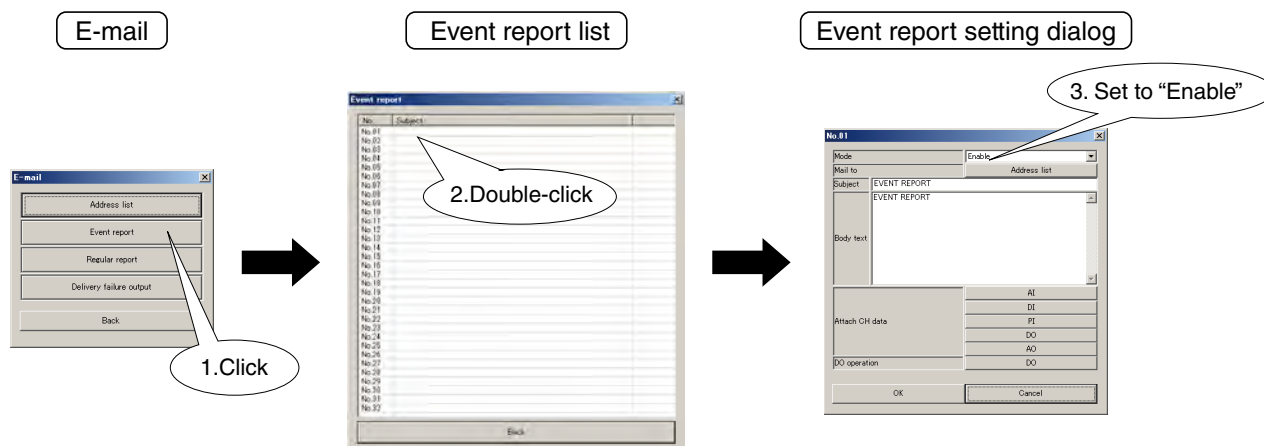 E-mail
Event report list
Event report setting dialog
E-mail
Address list
Event report
Regular report
Delivery failure output
Back
1.Click
Event report
No. Subject
No.01
No.02
No.03
No.04
No.05
No.06
No.07
No.08
No.09
No.10
No.11
No.12
No.13
No.14
No.15
No.16
No.17
No.18
No.19
No.20
No.21
No.22
No.23
No.24
No.25
No.26
No.27
No.28
No.29
No.30
No.31
No.32
Back
2.Double-click
3. Set to “Enable”
No.01
Mode Enable
Mail to Address list
Subject EVENT REPORT
Body text EVENT REPORT
Attach CH data
AI
DI
PI
DO
AO
DO operation DO
OK Cancel